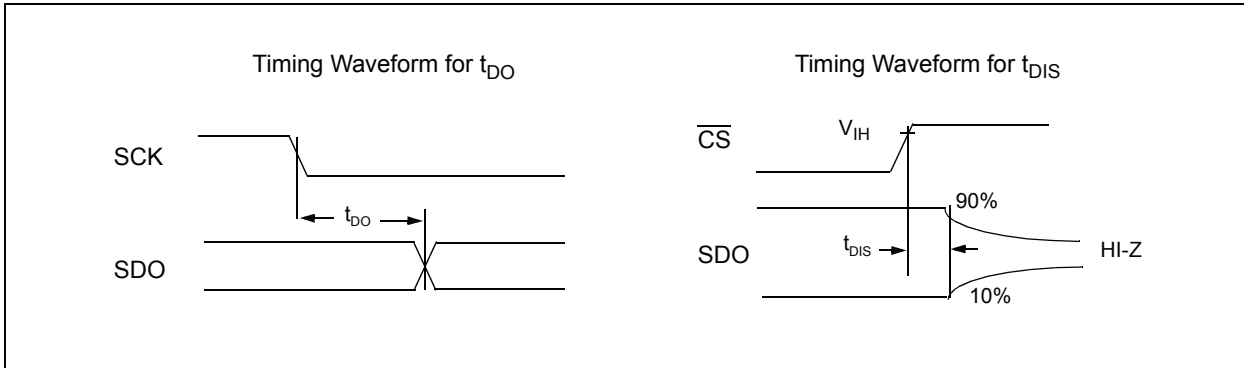 Timing Waveform for tDO
SCK
tDO
SDO
Timing Waveform for tDIS
CS
VIH
90%
tDIS
SDO
HI-Z
10%